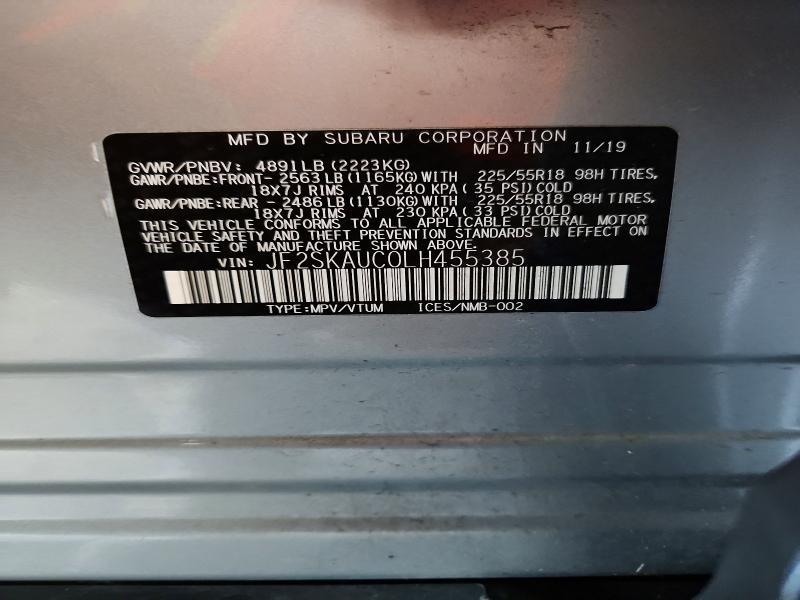 MFD BY SUBARU CORPORATION
MFD IN 11/19
GVWR/PNBV: 4891LB (2223KG)
GAWR/PNBE:FRONT- 2563LB (1165KG) WITH 225/55R18 98H TIRES,
18X7J RIMS AT 240 KPA (35 PSI) COLD
GAWR/PNBE:REAR - 2486LB (1130KG) WITH 225/55R18 98H TIRES,
18X7J RIMS AT 230 KPA (33 PSI) COLD
THIS VEHICLE CONFORMS TO ALL APPLICABLE FEDERAL MOTOR
VEHICLE SAFETY AND THEFT PREVENTION STANDARDS IN EFFECT ON
THE DATE OF MANUFACTURE SHOWN ABOVE.
VIN: JF2SKAUC0LH455385
TYPE:MPV/VTUM ICES/NMB-002